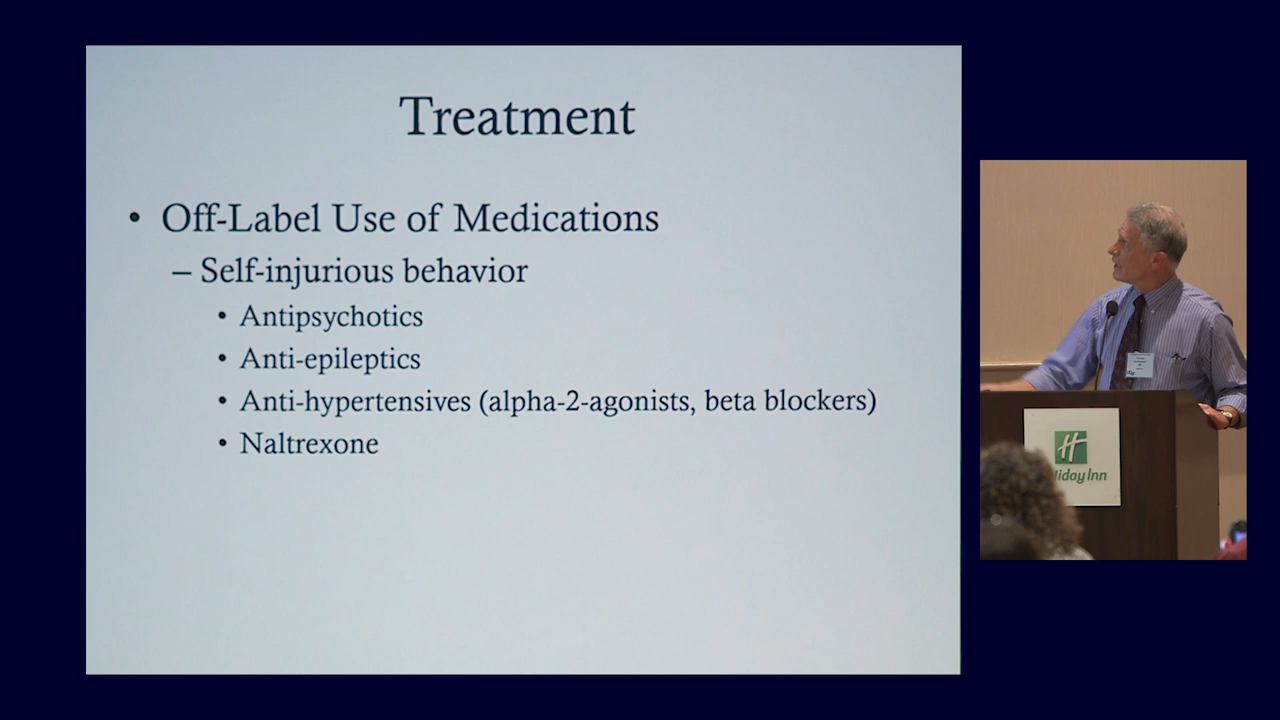 Treatment
• Off-Label Use of Medications
– Self-injurious behavior
• Antipsychotics
• Anti-epileptics
• Anti-hypertensives (alpha-2-agonists, beta blockers)
• Naltrexone
H
iday Inn